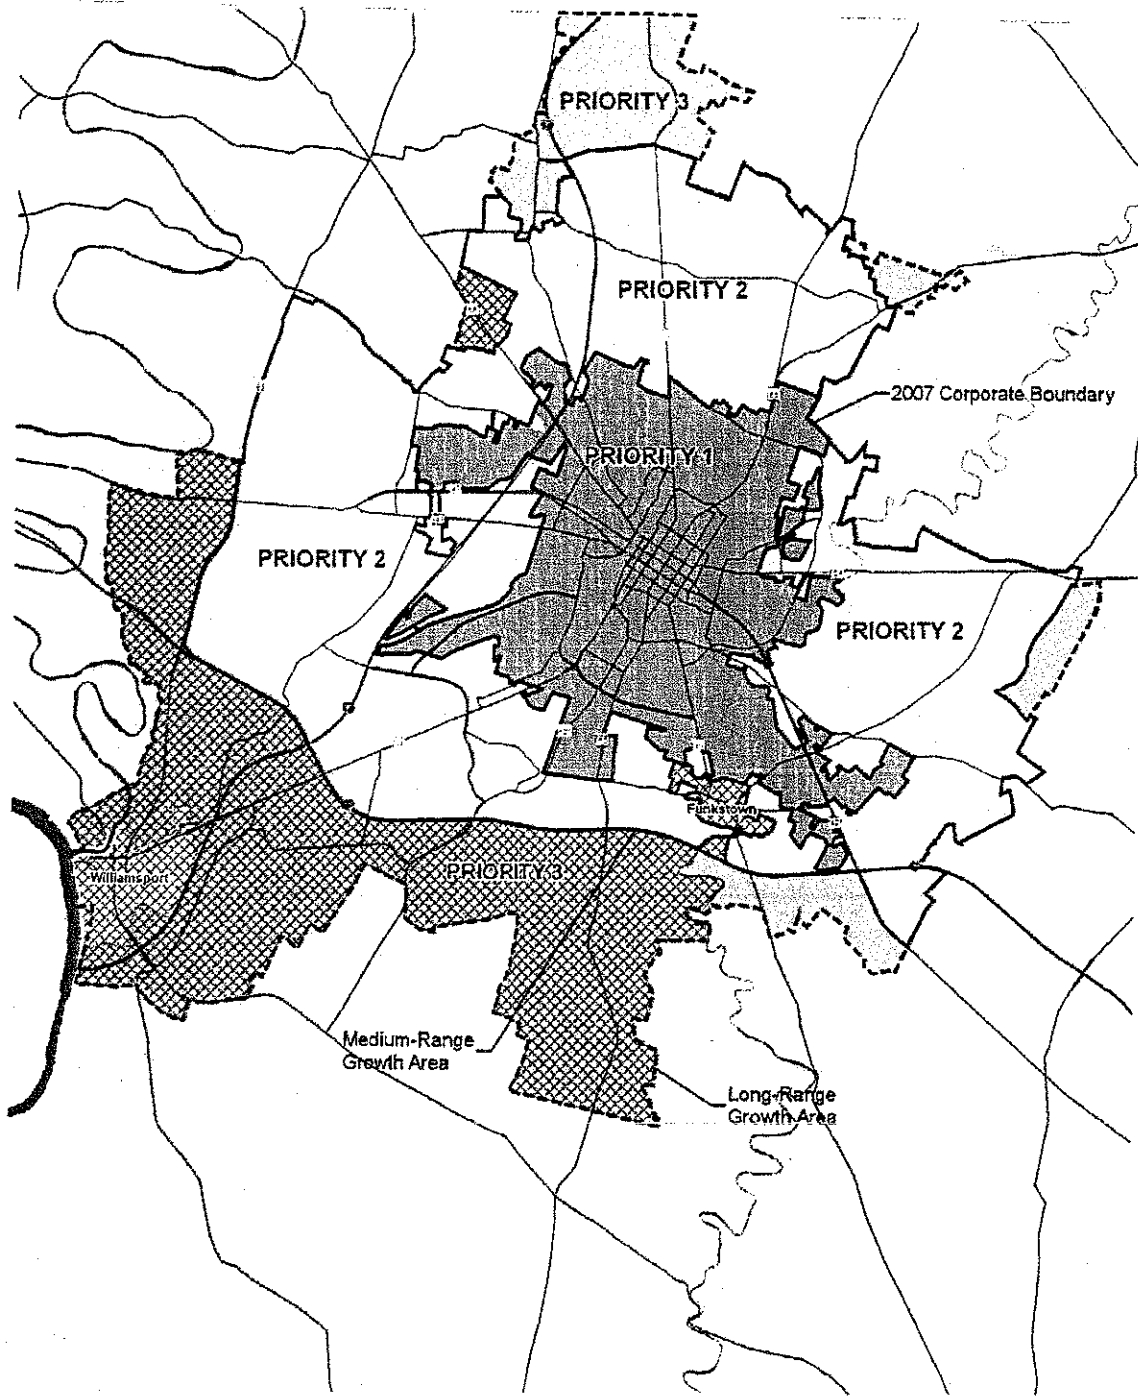 PRIORITY 3
PRIORITY 2
2007 Corporate Boundary
PRIORITY 1
PRIORITY 2
PRIORITY 2
Funkstown
Williamsport
PRIORITY 3
Medium-Range
Growth Area
Long-Range
Growth Area